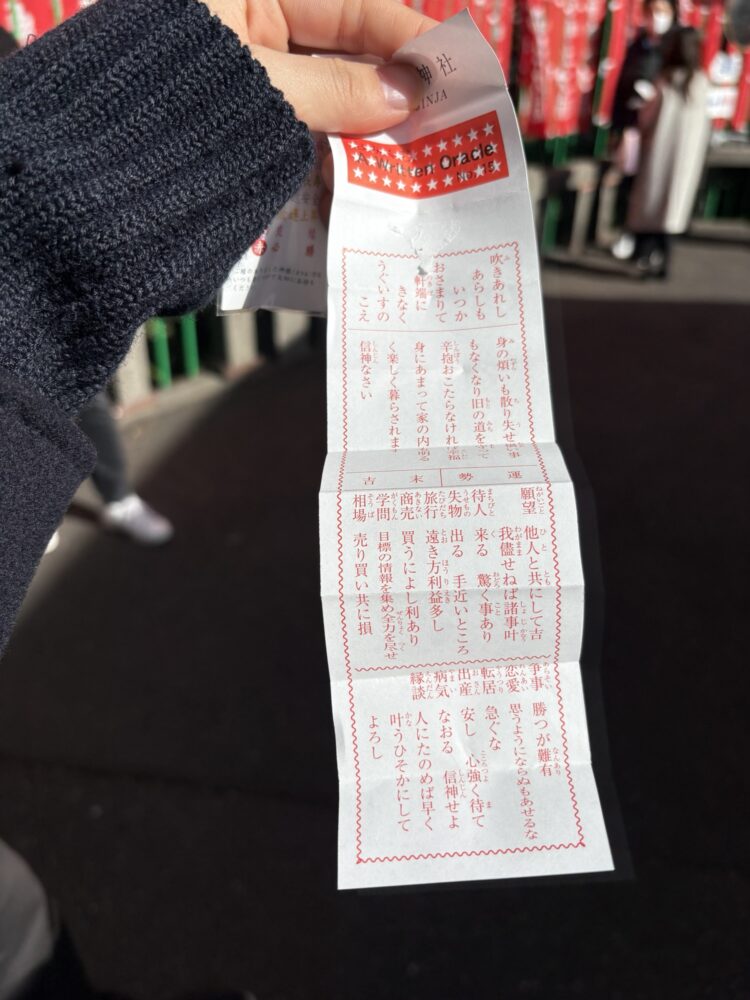 神社
INJA
Written Oracle
吹きあれし
あらしも
いつか
おさまりて
軒端に
きなく
うぐいすの
こえ
身の煩いも散り失せ
もなくなり旧の道を
辛抱おこたらなければ幸福
身にあまって家の内
く楽しく暮らされます
信神なさい
運勢 末吉
願望 他人と共にして吉
我儘せねば諸事叶
待人 来る 驚く事あり
失物 出る 手近いところ
旅行 遠き方利益多し
商売 買うによし利あり
学問 目標の情報を集め全力を尽せ
相場 売り買い共に損
争事 勝つが難有
恋愛 思うようにならぬもあせるな
転居 急ぐな
出産 安し 心強く待て
病気 なおる 信神せよ
縁談 人にたのめば早く
叶うひそかにして
よろし